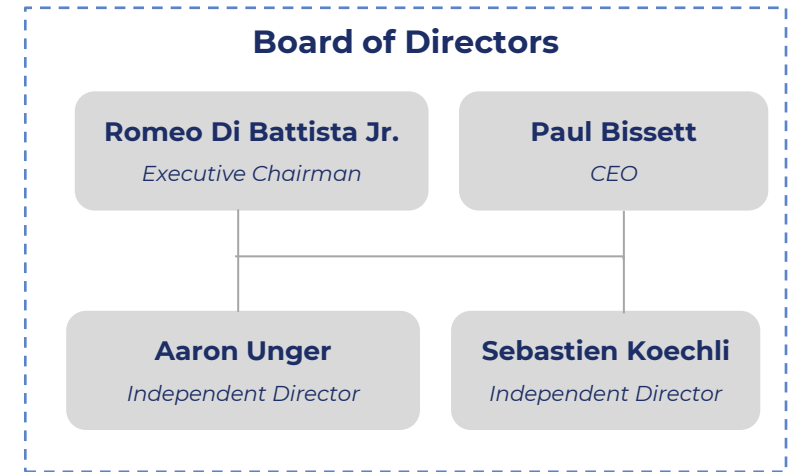 Board of Directors
Romeo Di Battista Jr.
Executive Chairman
Paul Bissett
CEO
Aaron Unger
Independent Director
Sebastien Koechli
Independent Director